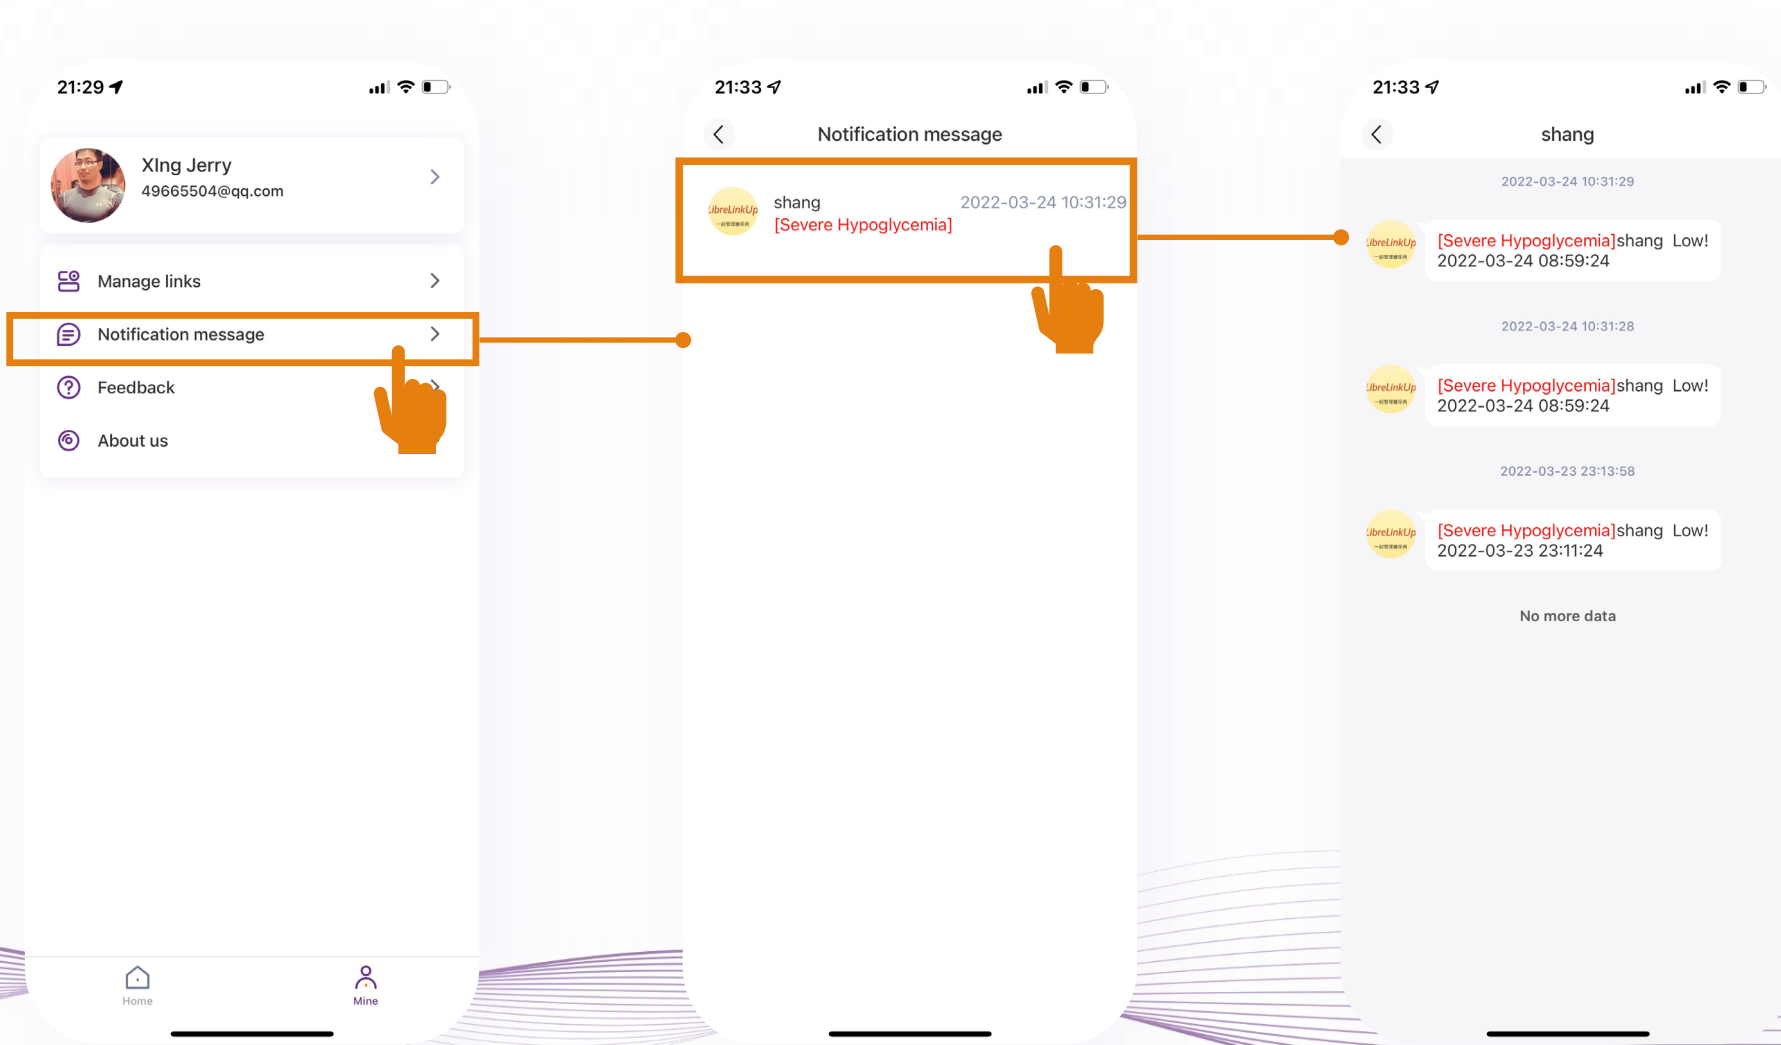 21:29
XIng Jerry
49665504@qq.com
Manage links
Notification message
Feedback
About us
Home
Mine
21:33
Notification message
LibreLinkUp
shang
2022-03-24 10:31:29
[Severe Hypoglycemia]
21:33
shang
2022-03-24 10:31:29
LibreLinkUp
[Severe Hypoglycemia]shang Low!
2022-03-24 08:59:24
2022-03-24 10:31:28
LibreLinkUp
[Severe Hypoglycemia]shang Low!
2022-03-24 08:59:24
2022-03-23 23:13:58
LibreLinkUp
[Severe Hypoglycemia]shang Low!
2022-03-23 23:11:24
No more data